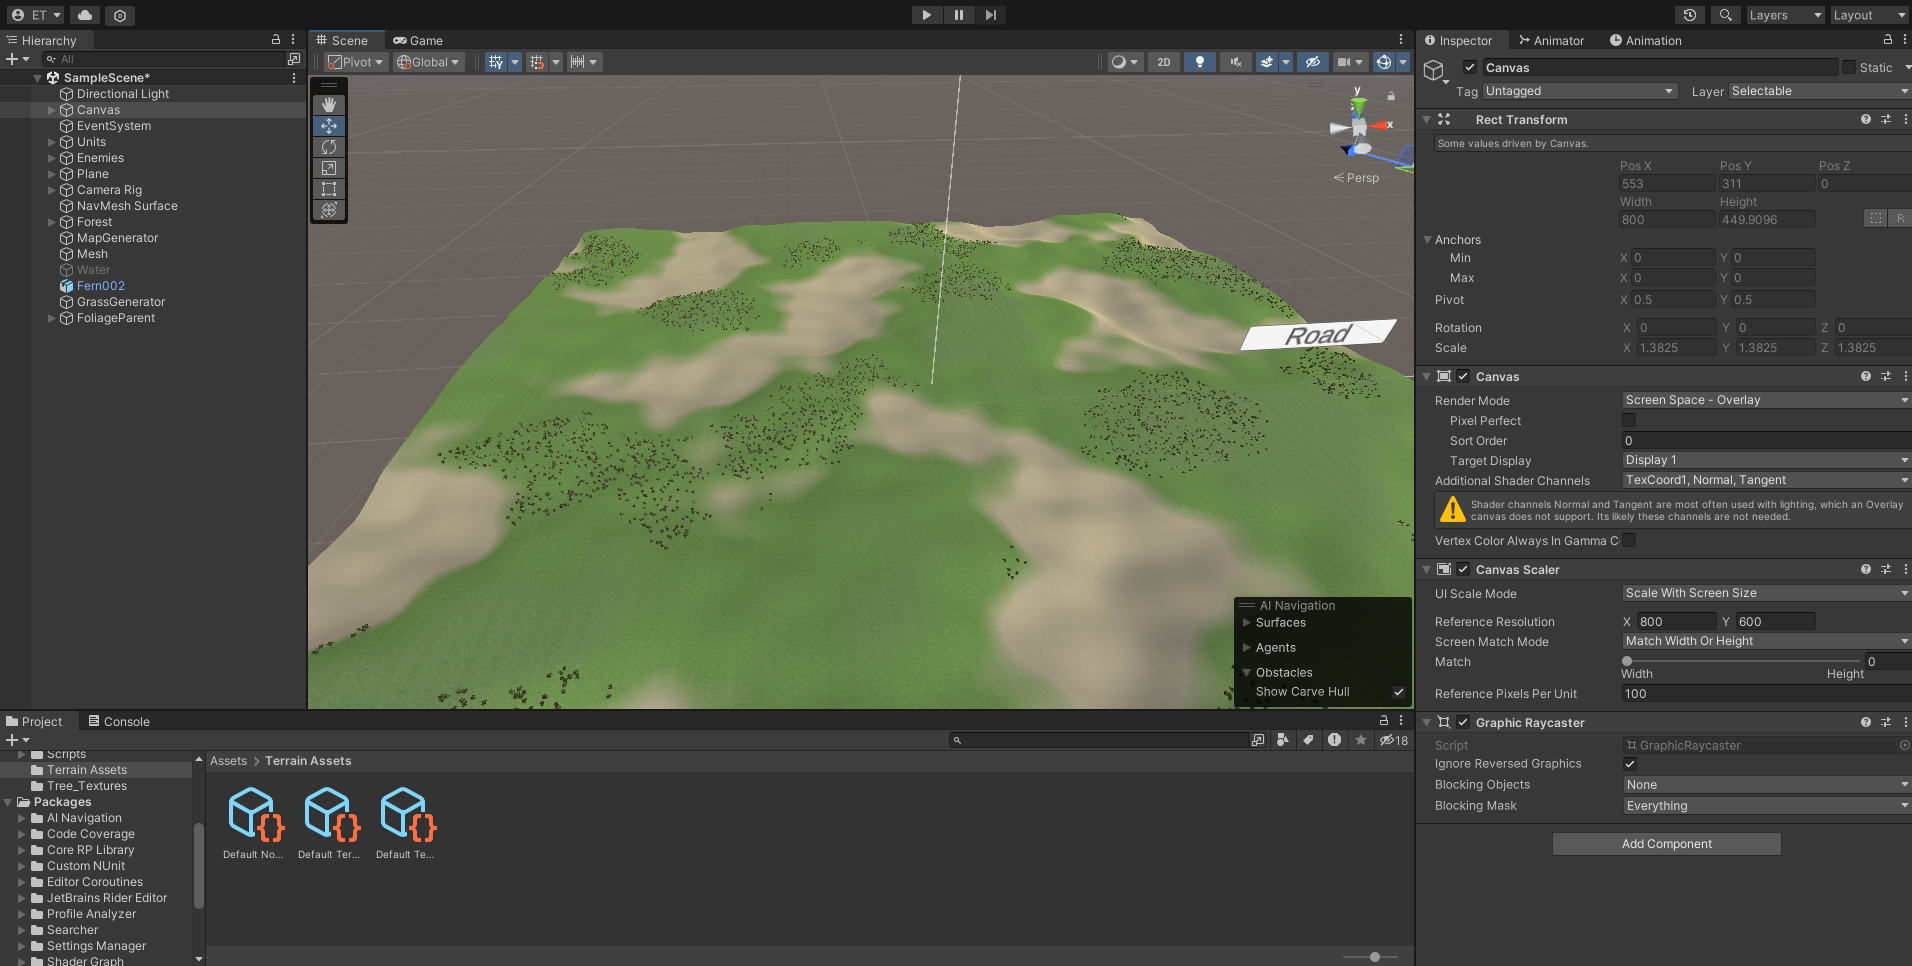 ET
Layers
Layout
Hierarchy
All
SampleScene*
Directional Light
Canvas
EventSystem
Units
Enemies
Plane
Camera Rig
NavMesh Surface
Forest
MapGenerator
Mesh
Water
Fern002
GrassGenerator
FoliageParent
Scene
Game
Pivot
Global
2D
y
x
Persp
Road
AI Navigation
Surfaces
Agents
Obstacles
Show Carve Hull
Inspector
Animator
Animation
Canvas
Static
Tag Untagged
Layer Selectable
Rect Transform
Some values driven by Canvas.
Pos X Pos Y Pos Z
553 311 0
Width Height
800 449.9096
R
Anchors
Min X 0 Y 0
Max X 0 Y 0
Pivot X 0.5 Y 0.5
Rotation X 0 Y 0 Z 0
Scale X 1.3825 Y 1.3825 Z 1.3825
Canvas
Render Mode Screen Space - Overlay
Pixel Perfect
Sort Order 0
Target Display Display 1
Additional Shader Channels TexCoord1, Normal, Tangent
Shader channels Normal and Tangent are most often used with lighting, which an Overlay
canvas does not support. Its likely these channels are not needed.
Vertex Color Always In Gamma C
Canvas Scaler
UI Scale Mode Scale With Screen Size
Reference Resolution X 800 Y 600
Screen Match Mode Match Width Or Height
Match 0
Width Height
Reference Pixels Per Unit 100
Graphic Raycaster
Script GraphicRaycaster
Ignore Reversed Graphics
Blocking Objects None
Blocking Mask Everything
Add Component
Project
Console
18
Scripts
Terrain Assets
Tree_Textures
Packages
AI Navigation
Code Coverage
Core RP Library
Custom NUnit
Editor Coroutines
JetBrains Rider Editor
Profile Analyzer
Searcher
Settings Manager
Shader Graph
Assets > Terrain Assets
Default No...
Default Ter...
Default Te...